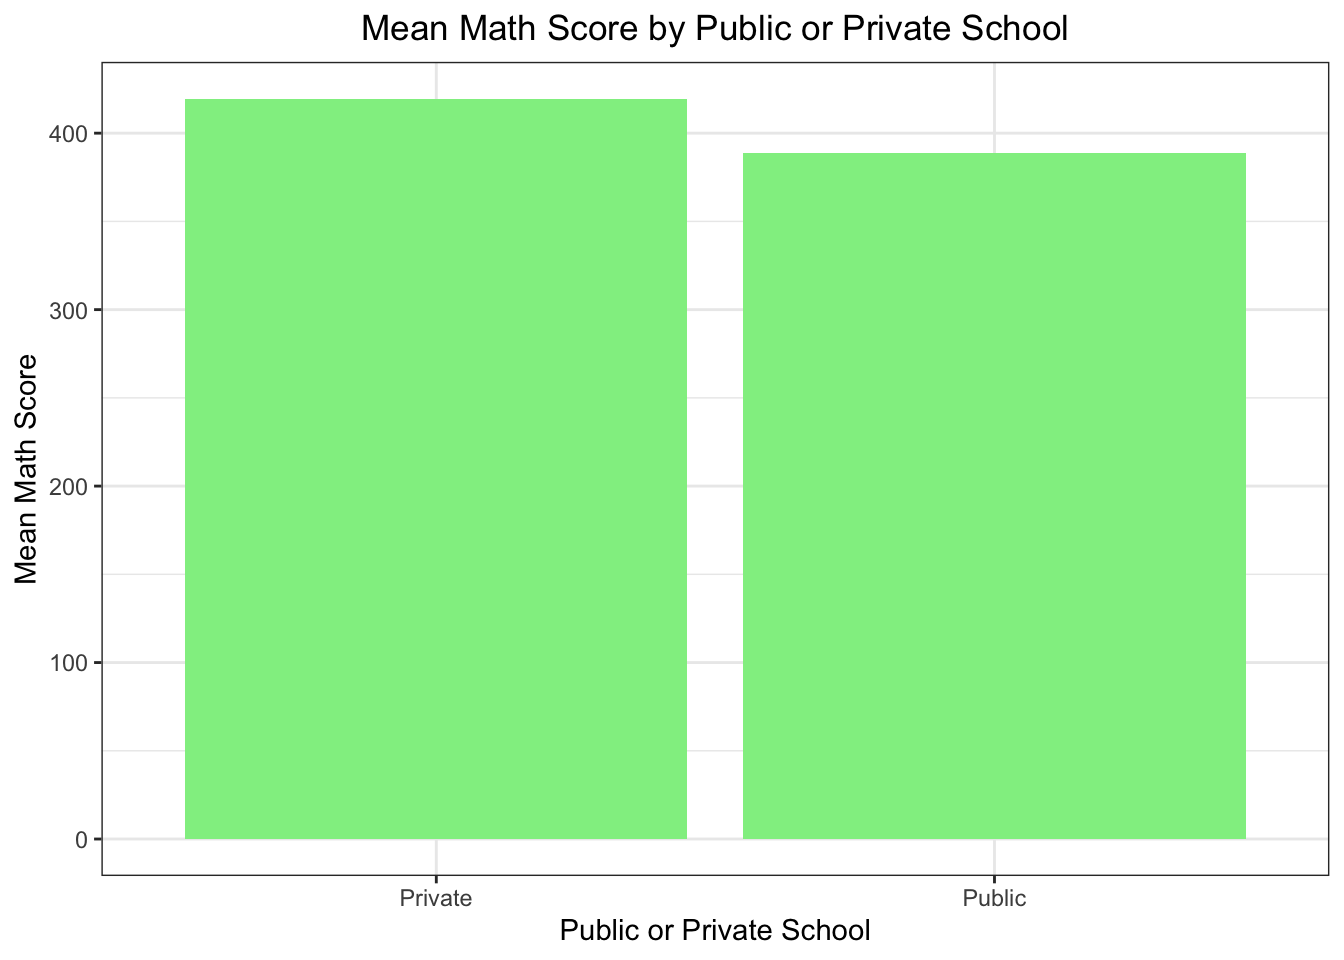 Mean Math Score by Public or Private School
Mean Math Score
400
300
200
100
0
Private
Public
Public or Private School